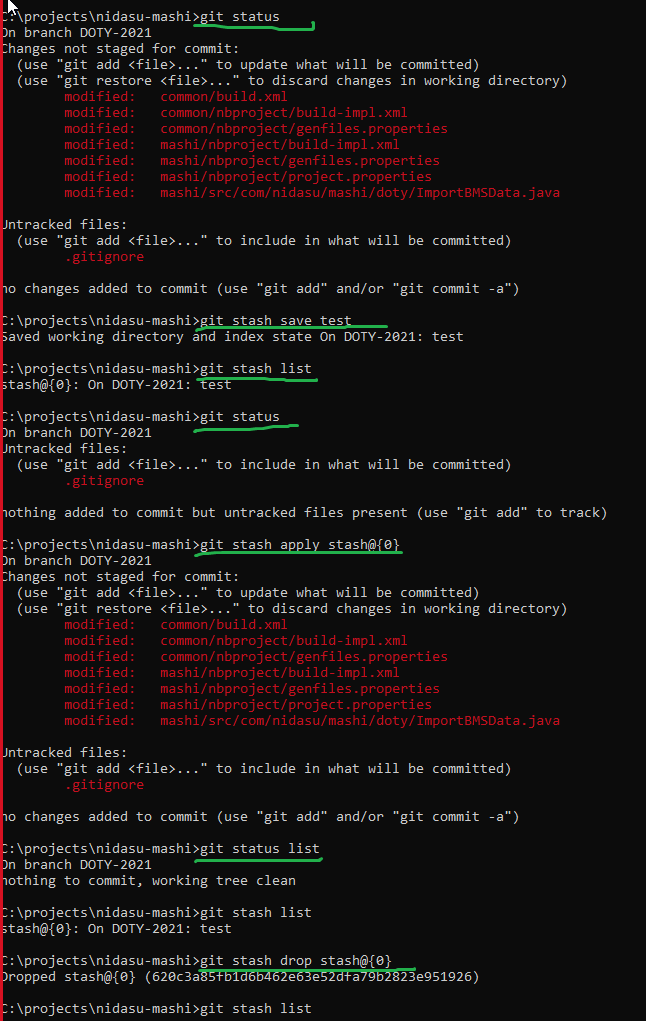 C:\projects\nidasu-mashi>git status
On branch DOTY-2021
Changes not staged for commit:
(use "git add <file>..." to update what will be committed)
(use "git restore <file>..." to discard changes in working directory)
modified: common/build.xml
modified: common/nbproject/build-impl.xml
modified: common/nbproject/genfiles.properties
modified: mashi/nbproject/build-impl.xml
modified: mashi/nbproject/genfiles.properties
modified: mashi/nbproject/project.properties
modified: mashi/src/com/nidasu/mashi/doty/ImportBMSData.java
Untracked files:
(use "git add <file>..." to include in what will be committed)
.gitignore
no changes added to commit (use "git add" and/or "git commit -a")
C:\projects\nidasu-mashi>git stash save test
Saved working directory and index state On DOTY-2021: test
C:\projects\nidasu-mashi>git stash list
stash@{0}: On DOTY-2021: test
C:\projects\nidasu-mashi>git status
On branch DOTY-2021
Untracked files:
(use "git add <file>..." to include in what will be committed)
.gitignore
nothing added to commit but untracked files present (use "git add" to track)
C:\projects\nidasu-mashi>git stash apply stash@{0}
On branch DOTY-2021
Changes not staged for commit:
(use "git add <file>..." to update what will be committed)
(use "git restore <file>..." to discard changes in working directory)
modified: common/build.xml
modified: common/nbproject/build-impl.xml
modified: common/nbproject/genfiles.properties
modified: mashi/nbproject/build-impl.xml
modified: mashi/nbproject/genfiles.properties
modified: mashi/nbproject/project.properties
modified: mashi/src/com/nidasu/mashi/doty/ImportBMSData.java
Untracked files:
(use "git add <file>..." to include in what will be committed)
.gitignore
no changes added to commit (use "git add" and/or "git commit -a")
C:\projects\nidasu-mashi>git status list
On branch DOTY-2021
nothing to commit, working tree clean
C:\projects\nidasu-mashi>git stash list
stash@{0}: On DOTY-2021: test
C:\projects\nidasu-mashi>git stash drop stash@{0}
Dropped stash@{0} (620c3a85fb1d6b462e63e52dfa79b2823e951926)
C:\projects\nidasu-mashi>git stash list